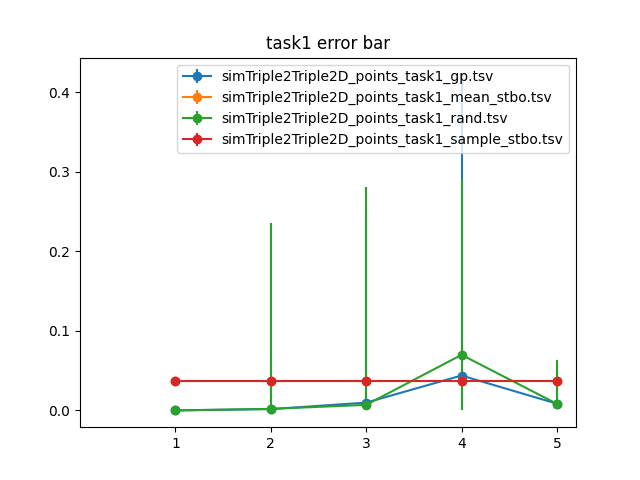 task1 error bar
simTriple2Triple2D_points_task1_gp.tsv
simTriple2Triple2D_points_task1_mean_stbo.tsv
simTriple2Triple2D_points_task1_rand.tsv
simTriple2Triple2D_points_task1_sample_stbo.tsv
0.4
0.3
0.2
0.1
0.0
1 2 3 4 5